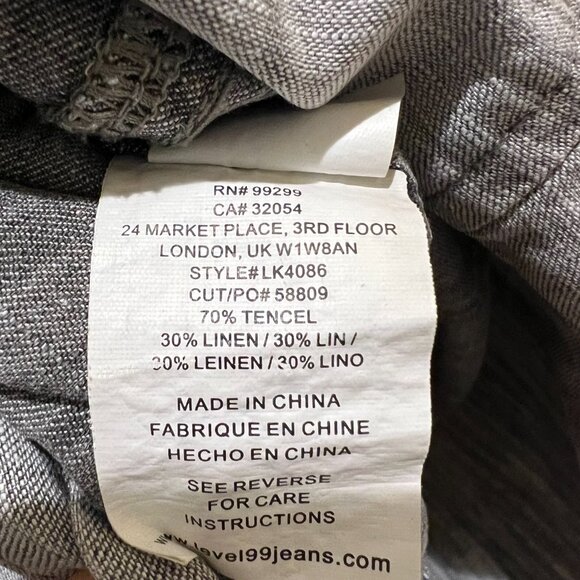 RN# 99299
CA# 32054
24 MARKET PLACE, 3RD FLOOR
LONDON, UK W1W8AN
STYLE# LK4086
CUT/PO# 58809
70% TENCEL
30% LINEN / 30% LIN /
30% LEINEN / 30% LINO
MADE IN CHINA
FABRIQUE EN CHINE
HECHO EN CHINA
SEE REVERSE
FOR CARE
INSTRUCTIONS
www.level99jeans.com